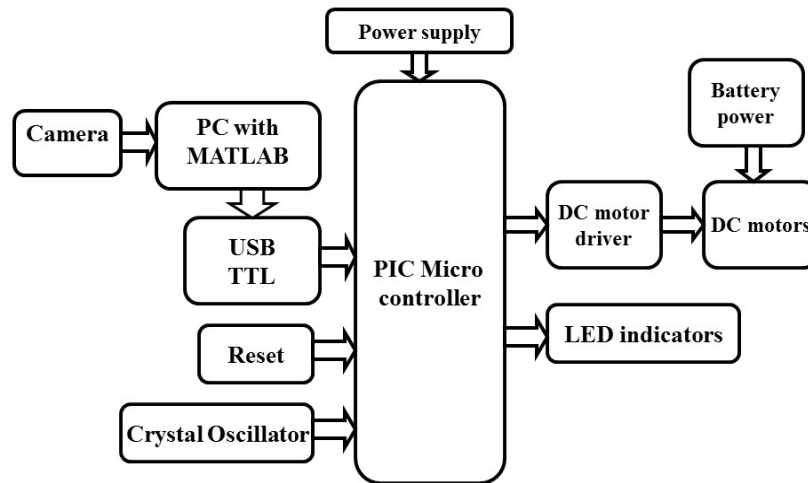 Power supply
Battery
power
Camera
PC with
MATLAB
USB
TTL
PIC Micro
controller
DC motor
driver
DC motors
Reset
LED indicators
Crystal Oscillator